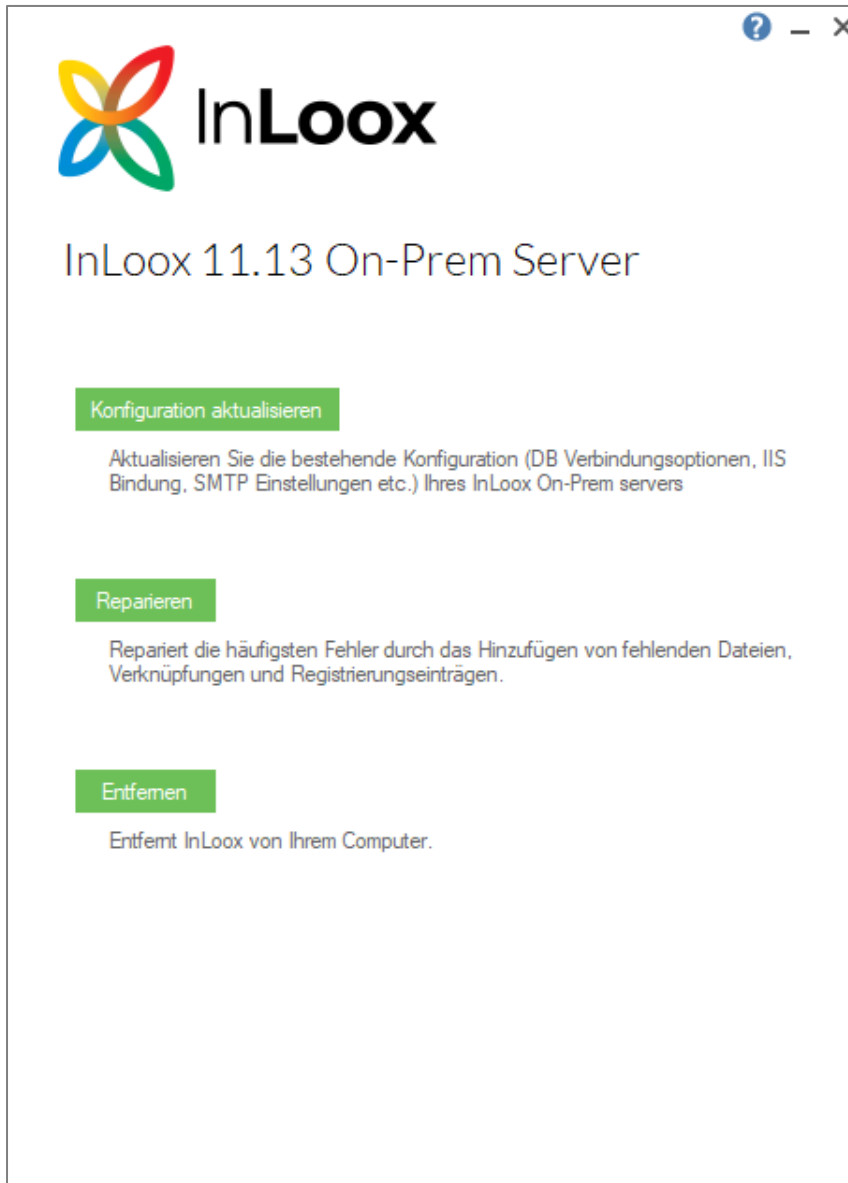 InLoox
InLoox 11.13 On-Prem Server
Konfiguration aktualisieren
Aktualisieren Sie die bestehende Konfiguration (DB Verbindungsoptionen, IIS
Bindung, SMTP Einstellungen etc.) Ihres InLoox On-Prem servers
Reparieren
Repariert die häufigsten Fehler durch das Hinzufügen von fehlenden Dateien,
Verknüpfungen und Registrierungseinträgen.
Entfernen
Entfernt InLoox von Ihrem Computer.